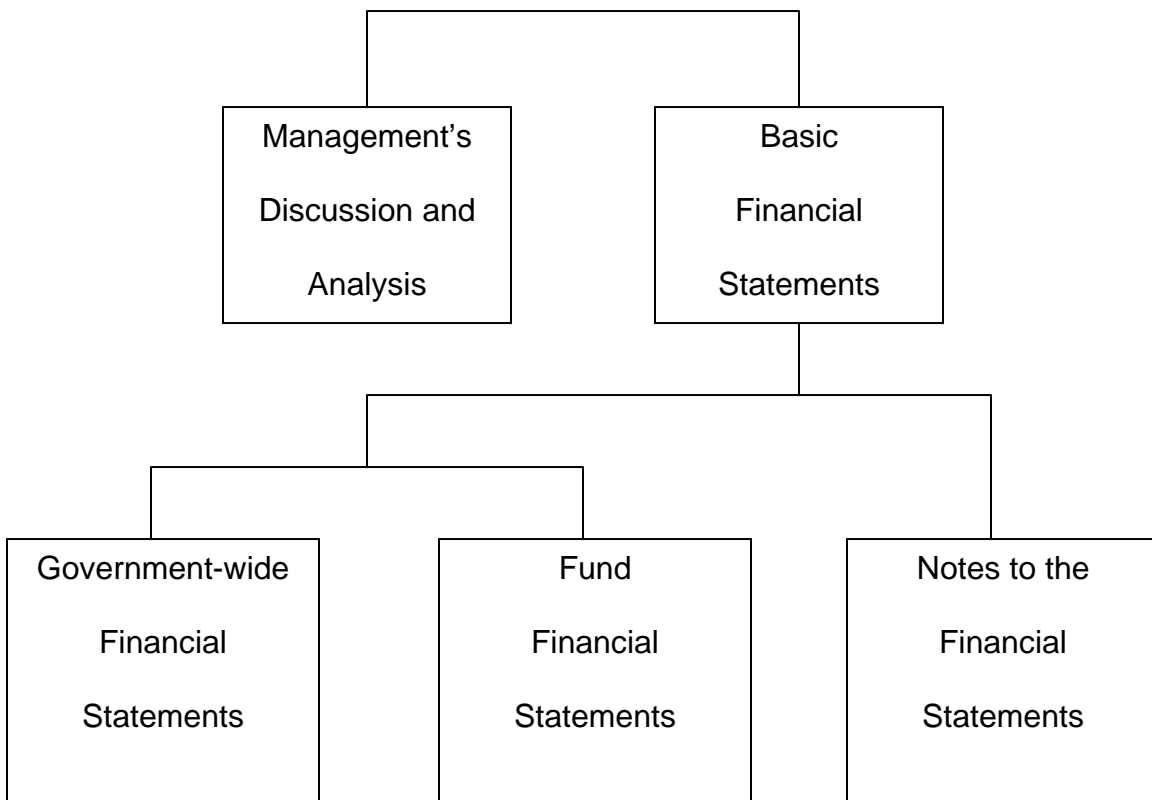 Management’s
Discussion and
Analysis
Basic
Financial
Statements
Government-wide
Financial
Statements
Fund
Financial
Statements
Notes to the
Financial
Statements